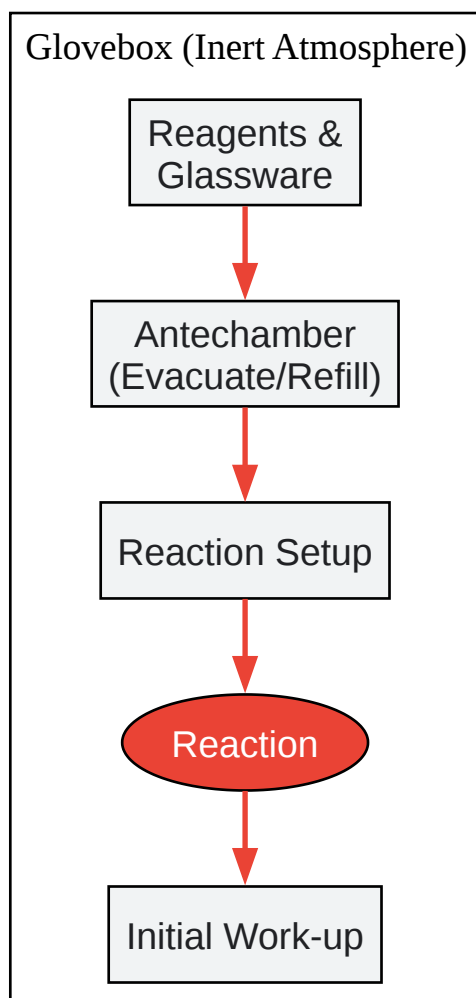 Glovebox (Inert Atmosphere)
Reagents &
Glassware
Antechamber
(Evacuate/Refill)
Reaction Setup
Reaction
Initial Work-up